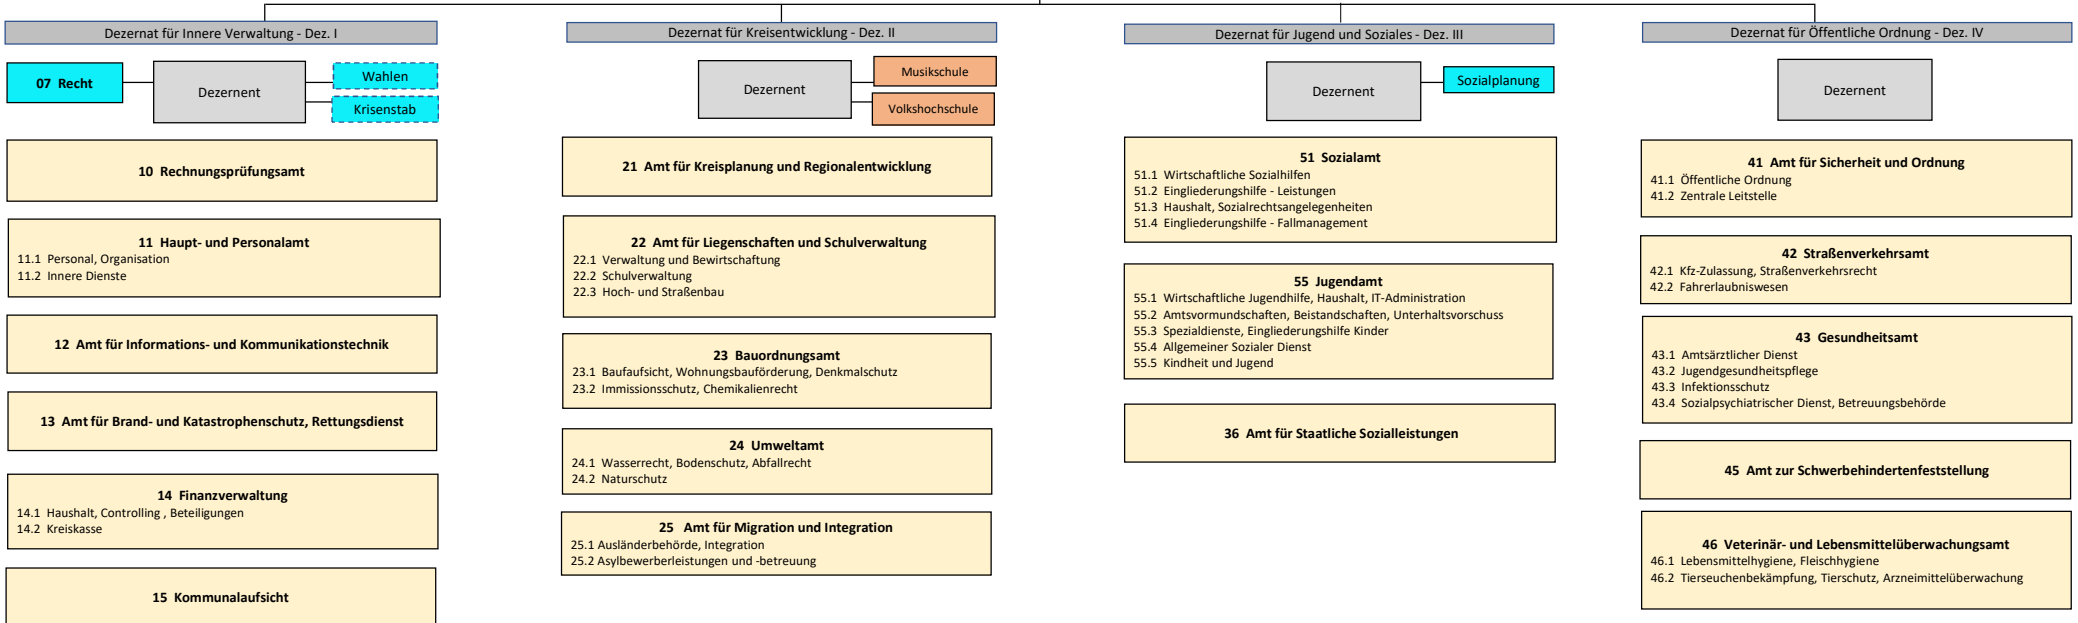 Dezernat für Innere Verwaltung - Dez. I
07 Recht
Dezernent
Wahlen
Krisenstab
10 Rechnungsprüfungsamt
11 Haupt- und Personalamt
11.1 Personal, Organisation
11.2 Innere Dienste
12 Amt für Informations- und Kommunikationstechnik
13 Amt für Brand- und Katastrophenschutz, Rettungsdienst
14 Finanzverwaltung
14.1 Haushalt, Controlling , Beteiligungen
14.2 Kreiskasse
15 Kommunalaufsicht
Dezernat für Kreisentwicklung - Dez. II
Dezernent
Musikschule
Volkshochschule
21 Amt für Kreisplanung und Regionalentwicklung
22 Amt für Liegenschaften und Schulverwaltung
22.1 Verwaltung und Bewirtschaftung
22.2 Schulverwaltung
22.3 Hoch- und Straßenbau
23 Bauordnungsamt
23.1 Baufaufsicht, Wohnungsbauförderung, Denkmalschutz
23.2 Immissionsschutz, Chemikalienrecht
24 Umweltamt
24.1 Wasserrecht, Bodenschutz, Abfallrecht
24.2 Naturschutz
25 Amt für Migration und Integration
25.1 Ausländerbehörde, Integration
25.2 Asylbewerberleistungen und -betreuung
Dezernat für Jugend und Soziales - Dez. III
Dezernent
Sozialplanung
51 Sozialamt
51.1 Wirtschaftliche Sozialhilfen
51.2 Eingliederungshilfe - Leistungen
51.3 Haushalt, Sozialrechtsangelegenheiten
51.4 Eingliederungshilfe - Fallmanagement
55 Jugendamt
55.1 Wirtschaftliche Jugendhilfe, Haushalt, IT-Administration
55.2 Amtsvormundschaften, Beistandschaften, Unterhaltsvorschuss
55.3 Spezialdienste, Eingliederungshilfe Kinder
55.4 Allgemeiner Sozialer Dienst
55.5 Kindheit und Jugend
36 Amt für Staatliche Sozialleistungen
Dezernat für Öffentliche Ordnung - Dez. IV
Dezernent
41 Amt für Sicherheit und Ordnung
41.1 Öffentliche Ordnung
41.2 Zentrale Leitstelle
42 Straßenverkehrsamt
42.1 Kfz-Zulassung, Straßenverkehrsrecht
42.2 Fahrerlaubniswesen
43 Gesundheitsamt
43.1 Amtsärztlicher Dienst
43.2 Jugendgesundheitspflege
43.3 Infektionsschutz
43.4 Sozialpsychiatrischer Dienst, Betreuungsbehörde
45 Amt zur Schwerbehindertenfeststellung
46 Veterinär- und Lebensmittelüberwachungsamt
46.1 Lebensmittelhygiene, Fleischhygiene
46.2 Tierseuchenbekämpfung, Tierschutz, Arzneimittelüberwachung